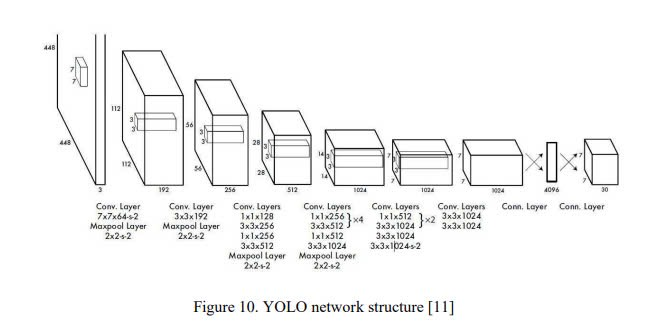 448
7
7
448
3
112
3
3
112
192
56
3
3
56
256
28
3
3
28
512
14
3
3
14
1024
7
3
3
7
1024
7
7
1024
4096
7
7
30
Conv. Layer
7x7x64-s-2
Maxpool Layer
2x2-s-2
Conv. Layer
3x3x192
Maxpool Layer
2x2-s-2
Conv. Layers
1x1x128
3x3x256
1x1x256
3x3x512
Maxpool Layer
2x2-s-2
Conv. Layers
1x1x256
3x3x512 }×4
1x1x512
3x3x1024
Maxpool Layer
2x2-s-2
Conv. Layers
1x1x512
3x3x1024 }×2
3x3x1024
3x3x1024-s-2
Conv. Layers
3x3x1024
3x3x1024
Conn. Layer
Conn. Layer
Figure 10. YOLO network structure [11]